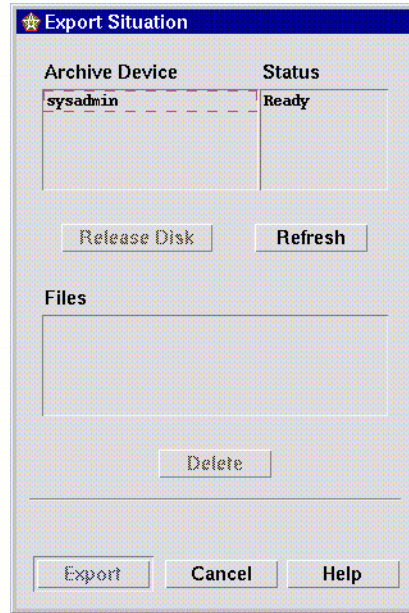 Export Situation
Archive Device Status
sysadmin Ready
Release Disk Refresh
Files
Delete
Export Cancel Help